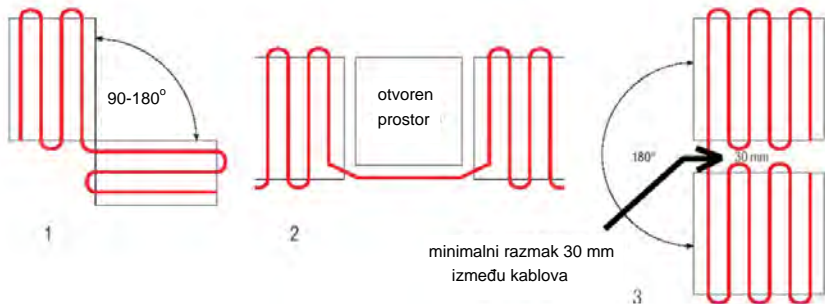 90-180°
1
otvoren
prostor
2
180°
30 mm
minimalni razmak 30 mm
između kablova
3